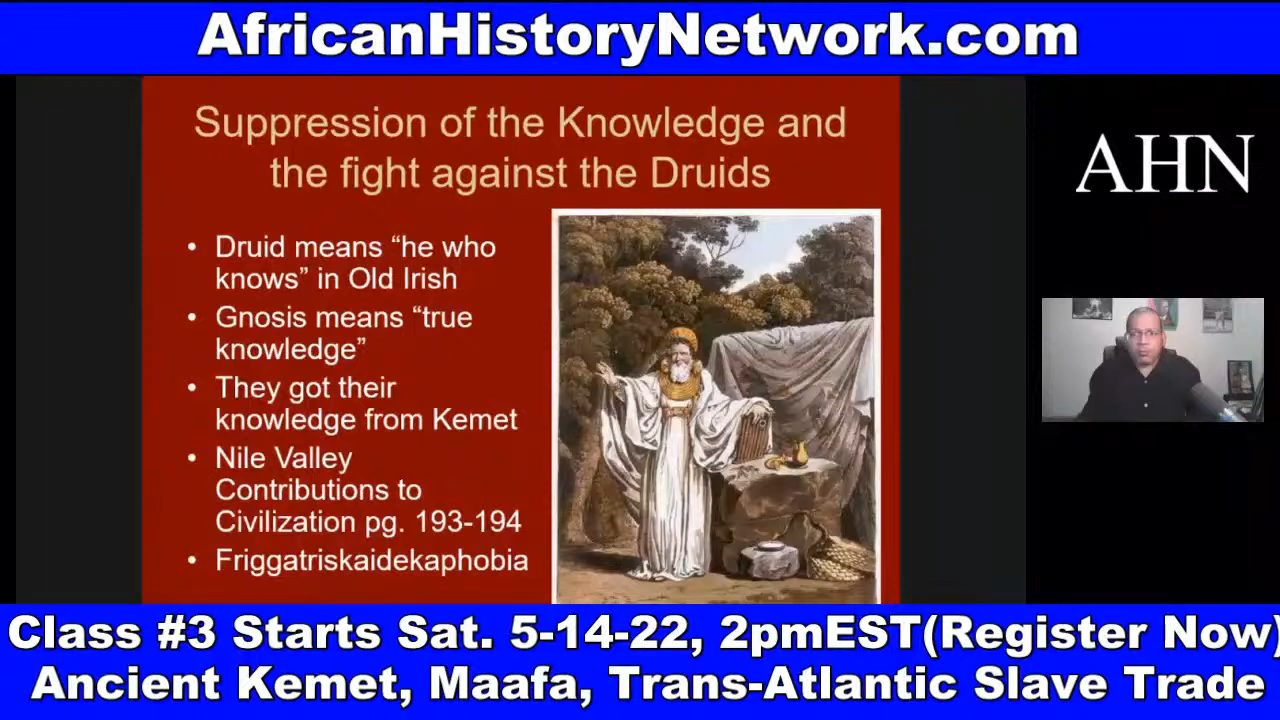 AfricanHistoryNetwork.com
Suppression of the Knowledge and
the fight against the Druids
• Druid means “he who
knows” in Old Irish
• Gnosis means “true
knowledge”
• They got their
knowledge from Kemet
• Nile Valley
Contributions to
Civilization pg. 193-194
• Friggatriskaidekaphobia
AHN
Class #3 Starts Sat. 5-14-22, 2pmEST(Register Now)
Ancient Kemet, Maafa, Trans-Atlantic Slave Trade